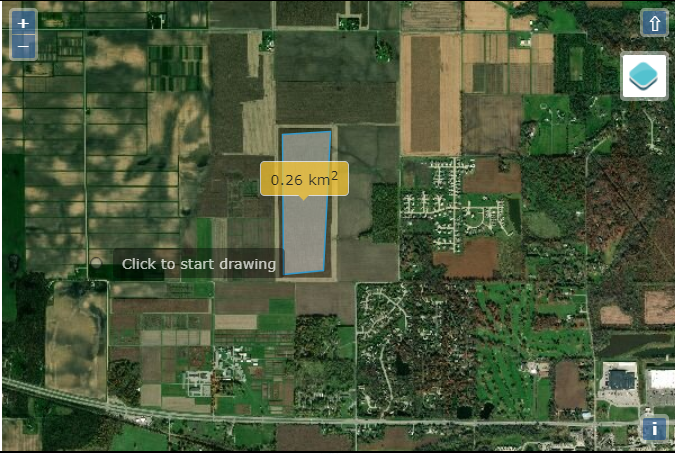 +
−
⇧
0.26 km²
Click to start drawing
i